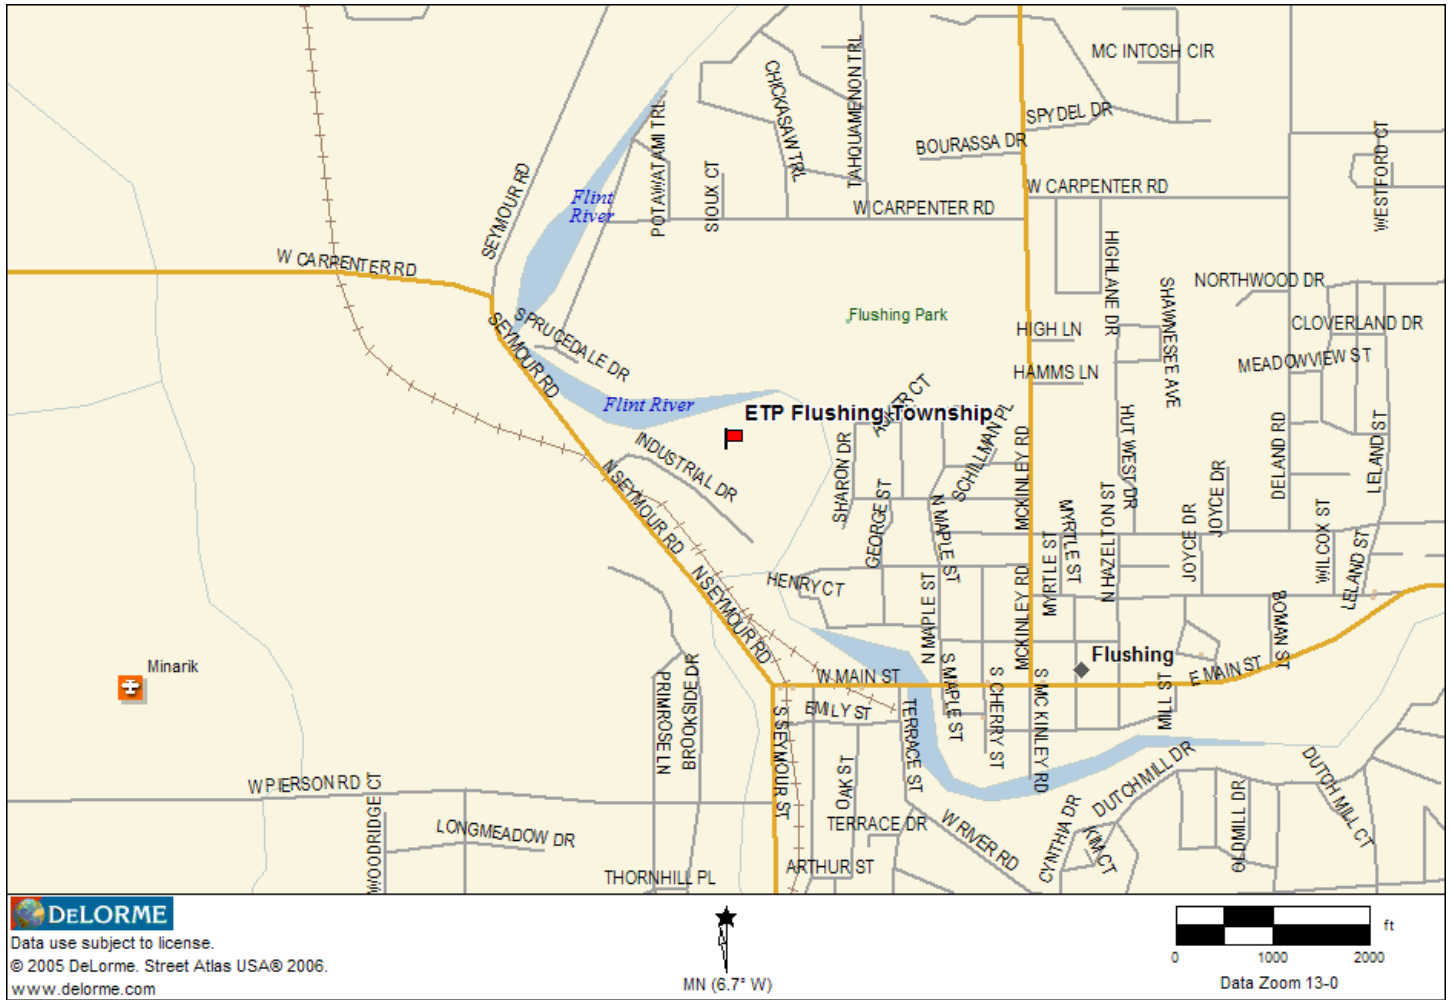 MC INTOSH CIR
CHICKASAW TRL
TAHQUAMENON TRL
POTAWATAMI TRL
SPYDEL DR
BOURASSA DR
WESTFORD CT
SEYMOUR RD
SIOUX CT
Flint
River
W CARPENTER RD
W CARPENTER RD
W CARPENTER RD
HIGHLANE DR
NORTHWOOD DR
SHAWNESEE AVE
SPRUCEDALE DR
SEYMOUR RD
Flushing Park
HIGH LN
CLOVERLAND DR
MEADOWVIEW ST
HAMMS LN
Flint River
ETP Flushing Township
SCHILLMAN PL
INDUSTRIAL DR
SHARON DR
MCKINLEY RD
HUT WEST DR
DELAND RD
LELAND ST
N SEYMOUR RD
GEORGE ST
N MAPLE ST
MYRTLE ST
N HAZELTON ST
JOYCE DR
JOYCE DR
WILCOX ST
LELAND ST
N SEYMOUR RD
HENRY CT
N MAPLE ST
MCKINLEY RD
MYRTLE ST
BOMAN ST
Minarik
Flushing
W MAIN ST
E MAIN ST
PRIMROSE LN
BROOKSIDE DR
S SEYMOUR ST
EMILY ST
TERRACE ST
S MAPLE ST
S CHERRY ST
S MC KINLEY RD
MILL ST
W PIERSON RD
WOODRIDGE CT
OAK ST
DUTCH MILL DR
DUTCH MILL CT
LONGMEADOW DR
TERRACE DR
W RIVER RD
CYNTHIA DR
KIM CT
OLDMILL DR
THORNHILL PL
ARTHUR ST
DELORME
Data use subject to license.
© 2005 DeLorme. Street Atlas USA® 2006.
www.delorme.com
MN (6.7° W)
ft
0 1000 2000
Data Zoom 13-0